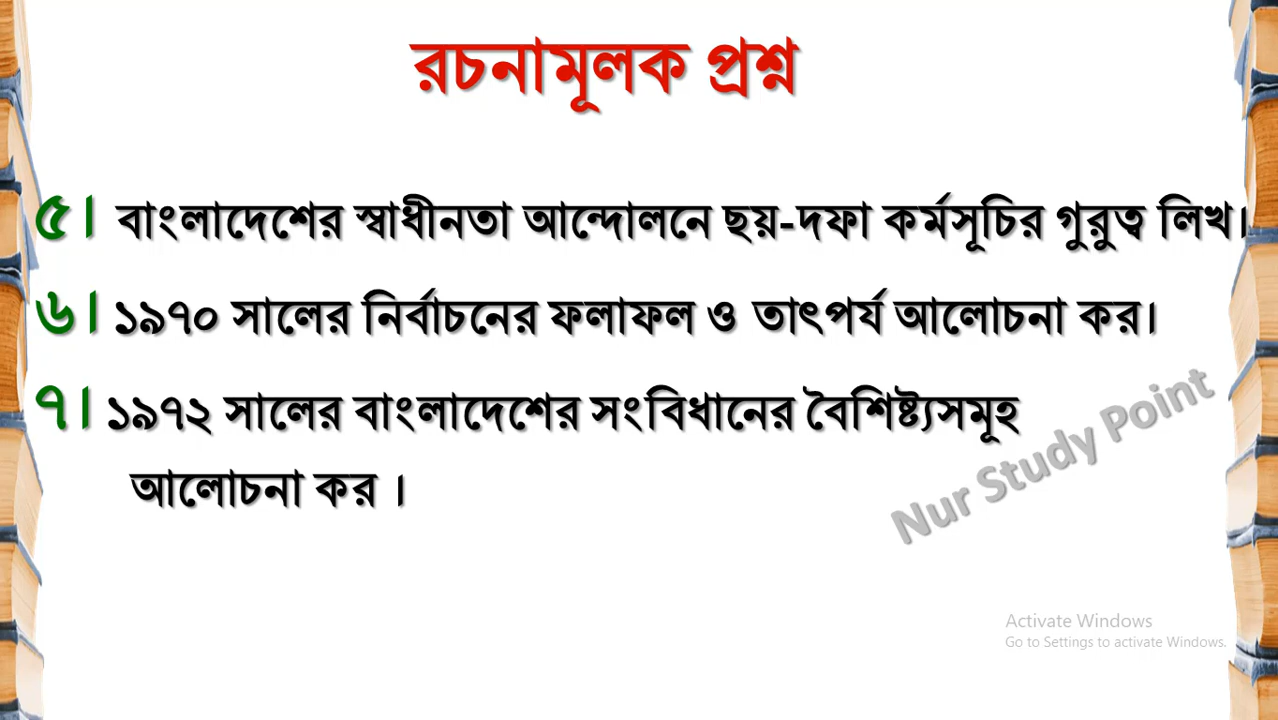 রচনামূলক প্রশ্ন
৫। বাংলাদেশের স্বাধীনতা আন্দোলনে ছয়-দফা কর্মসূচির গুরুত্ব লিখ।
৬। ১৯৭০ সালের নির্বাচনের ফলাফল ও তাৎপর্য আলোচনা কর।
৭। ১৯৭২ সালের বাংলাদেশের সংবিধানের বৈশিষ্ট্যসমূহ
আলোচনা কর ।
Nur Study Point
Activate Windows
Go to Settings to activate Windows.